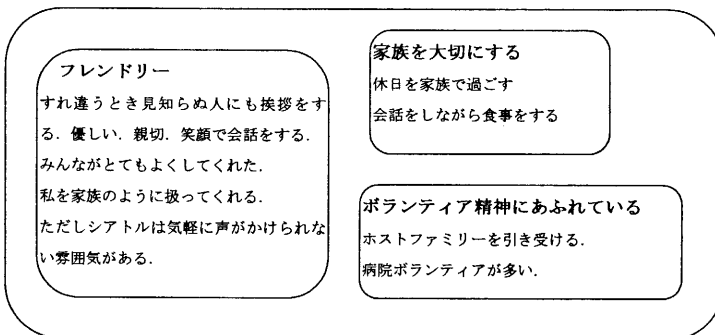 フレンドリー
すれ違うとき見知らぬ人にも挨拶をす
る．優しい．親切．笑顔で会話をする．
みんながとてもよくしてくれた．
私を家族のように扱ってくれる．
ただしシアトルは気軽に声がかけられな
い雰囲気がある．
家族を大切にする
休日を家族で過ごす
会話をしながら食事をする
ボランティア精神にあふれている
ホストファミリーを引き受ける．
病院ボランティアが多い．